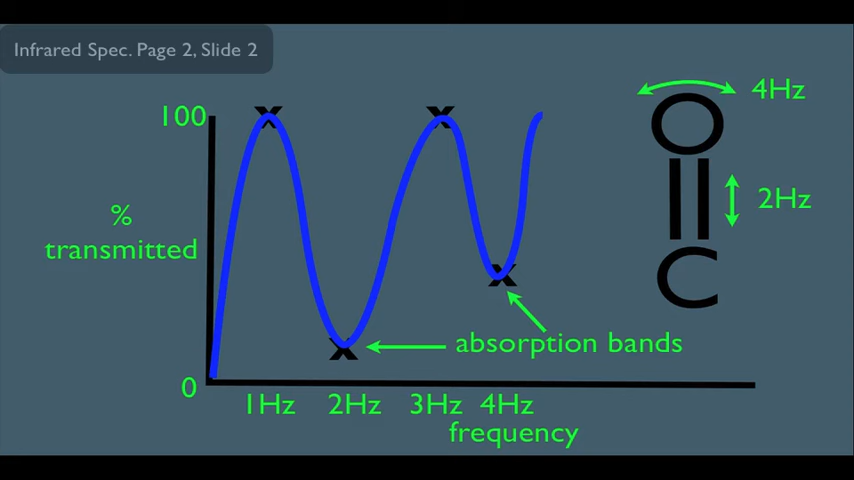 Infrared Spec. Page 2, Slide 2
100
%
transmitted
0
1Hz 2Hz 3Hz 4Hz
frequency
absorption bands
4Hz
O
2Hz
C